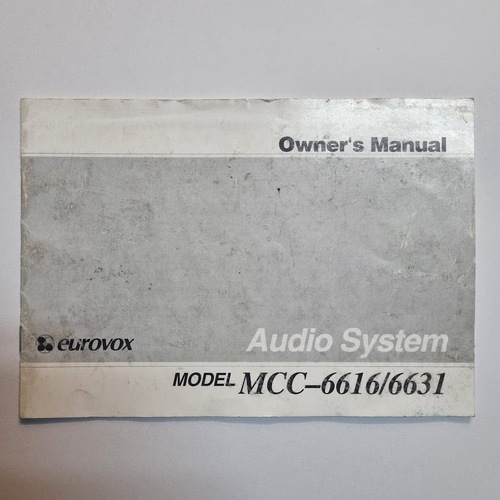 Owner's Manual
Audio System
eurovox
MODEL MCC-6616/6631